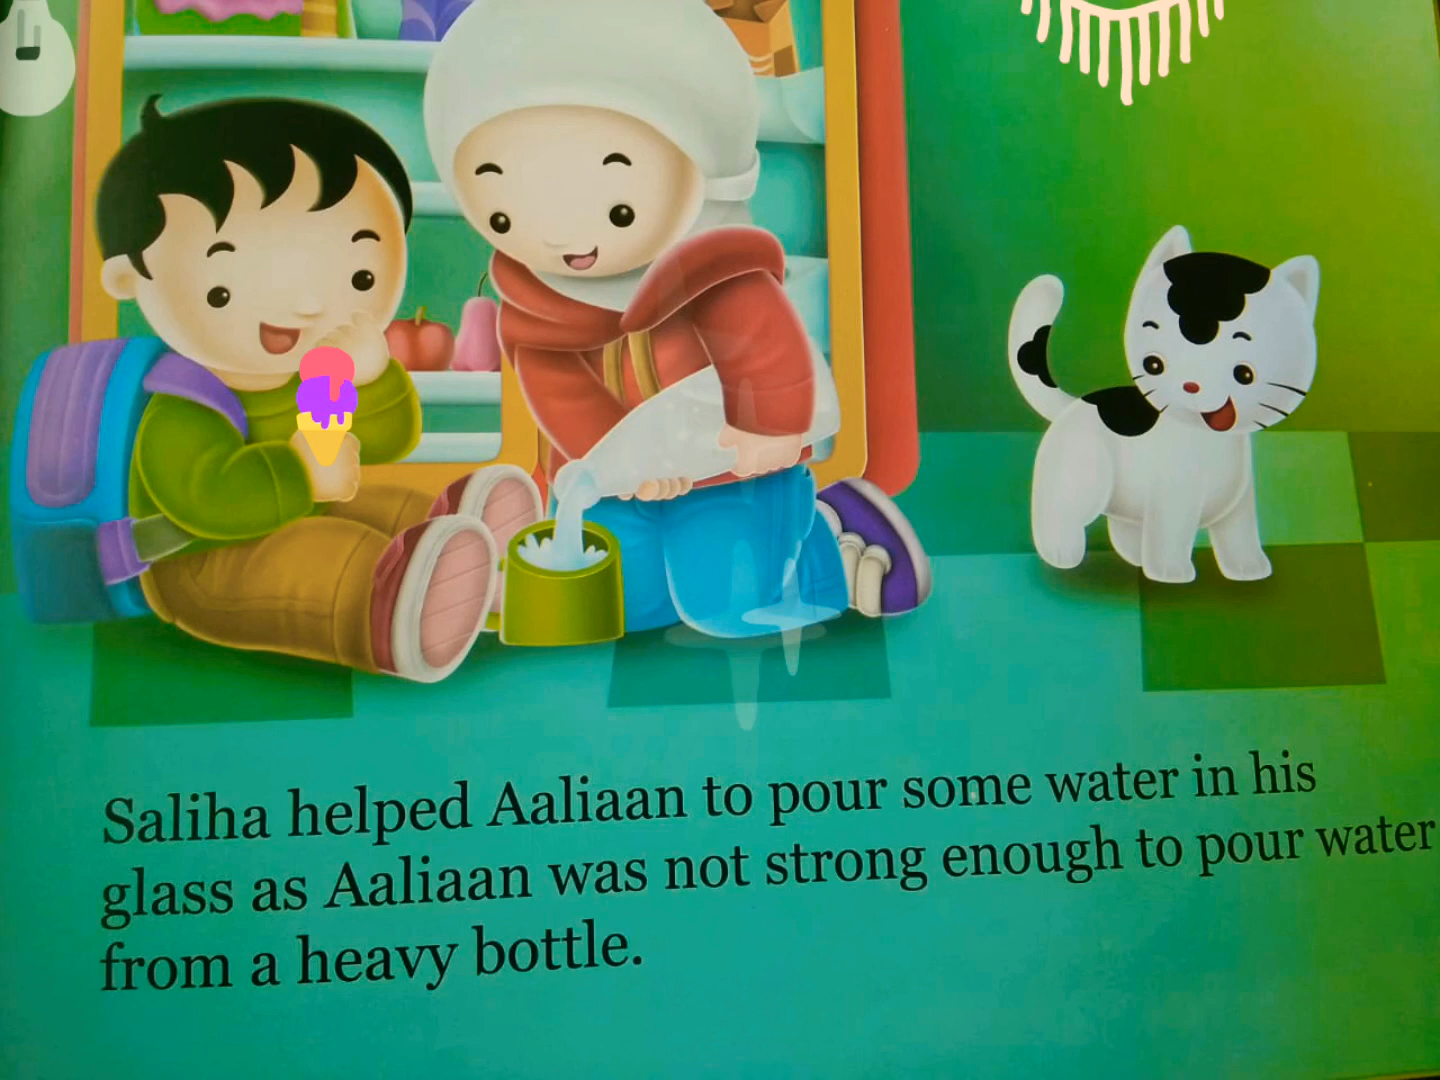 Saliha helped Aaliaan to pour some water in his
glass as Aaliaan was not strong enough to pour water
from a heavy bottle.